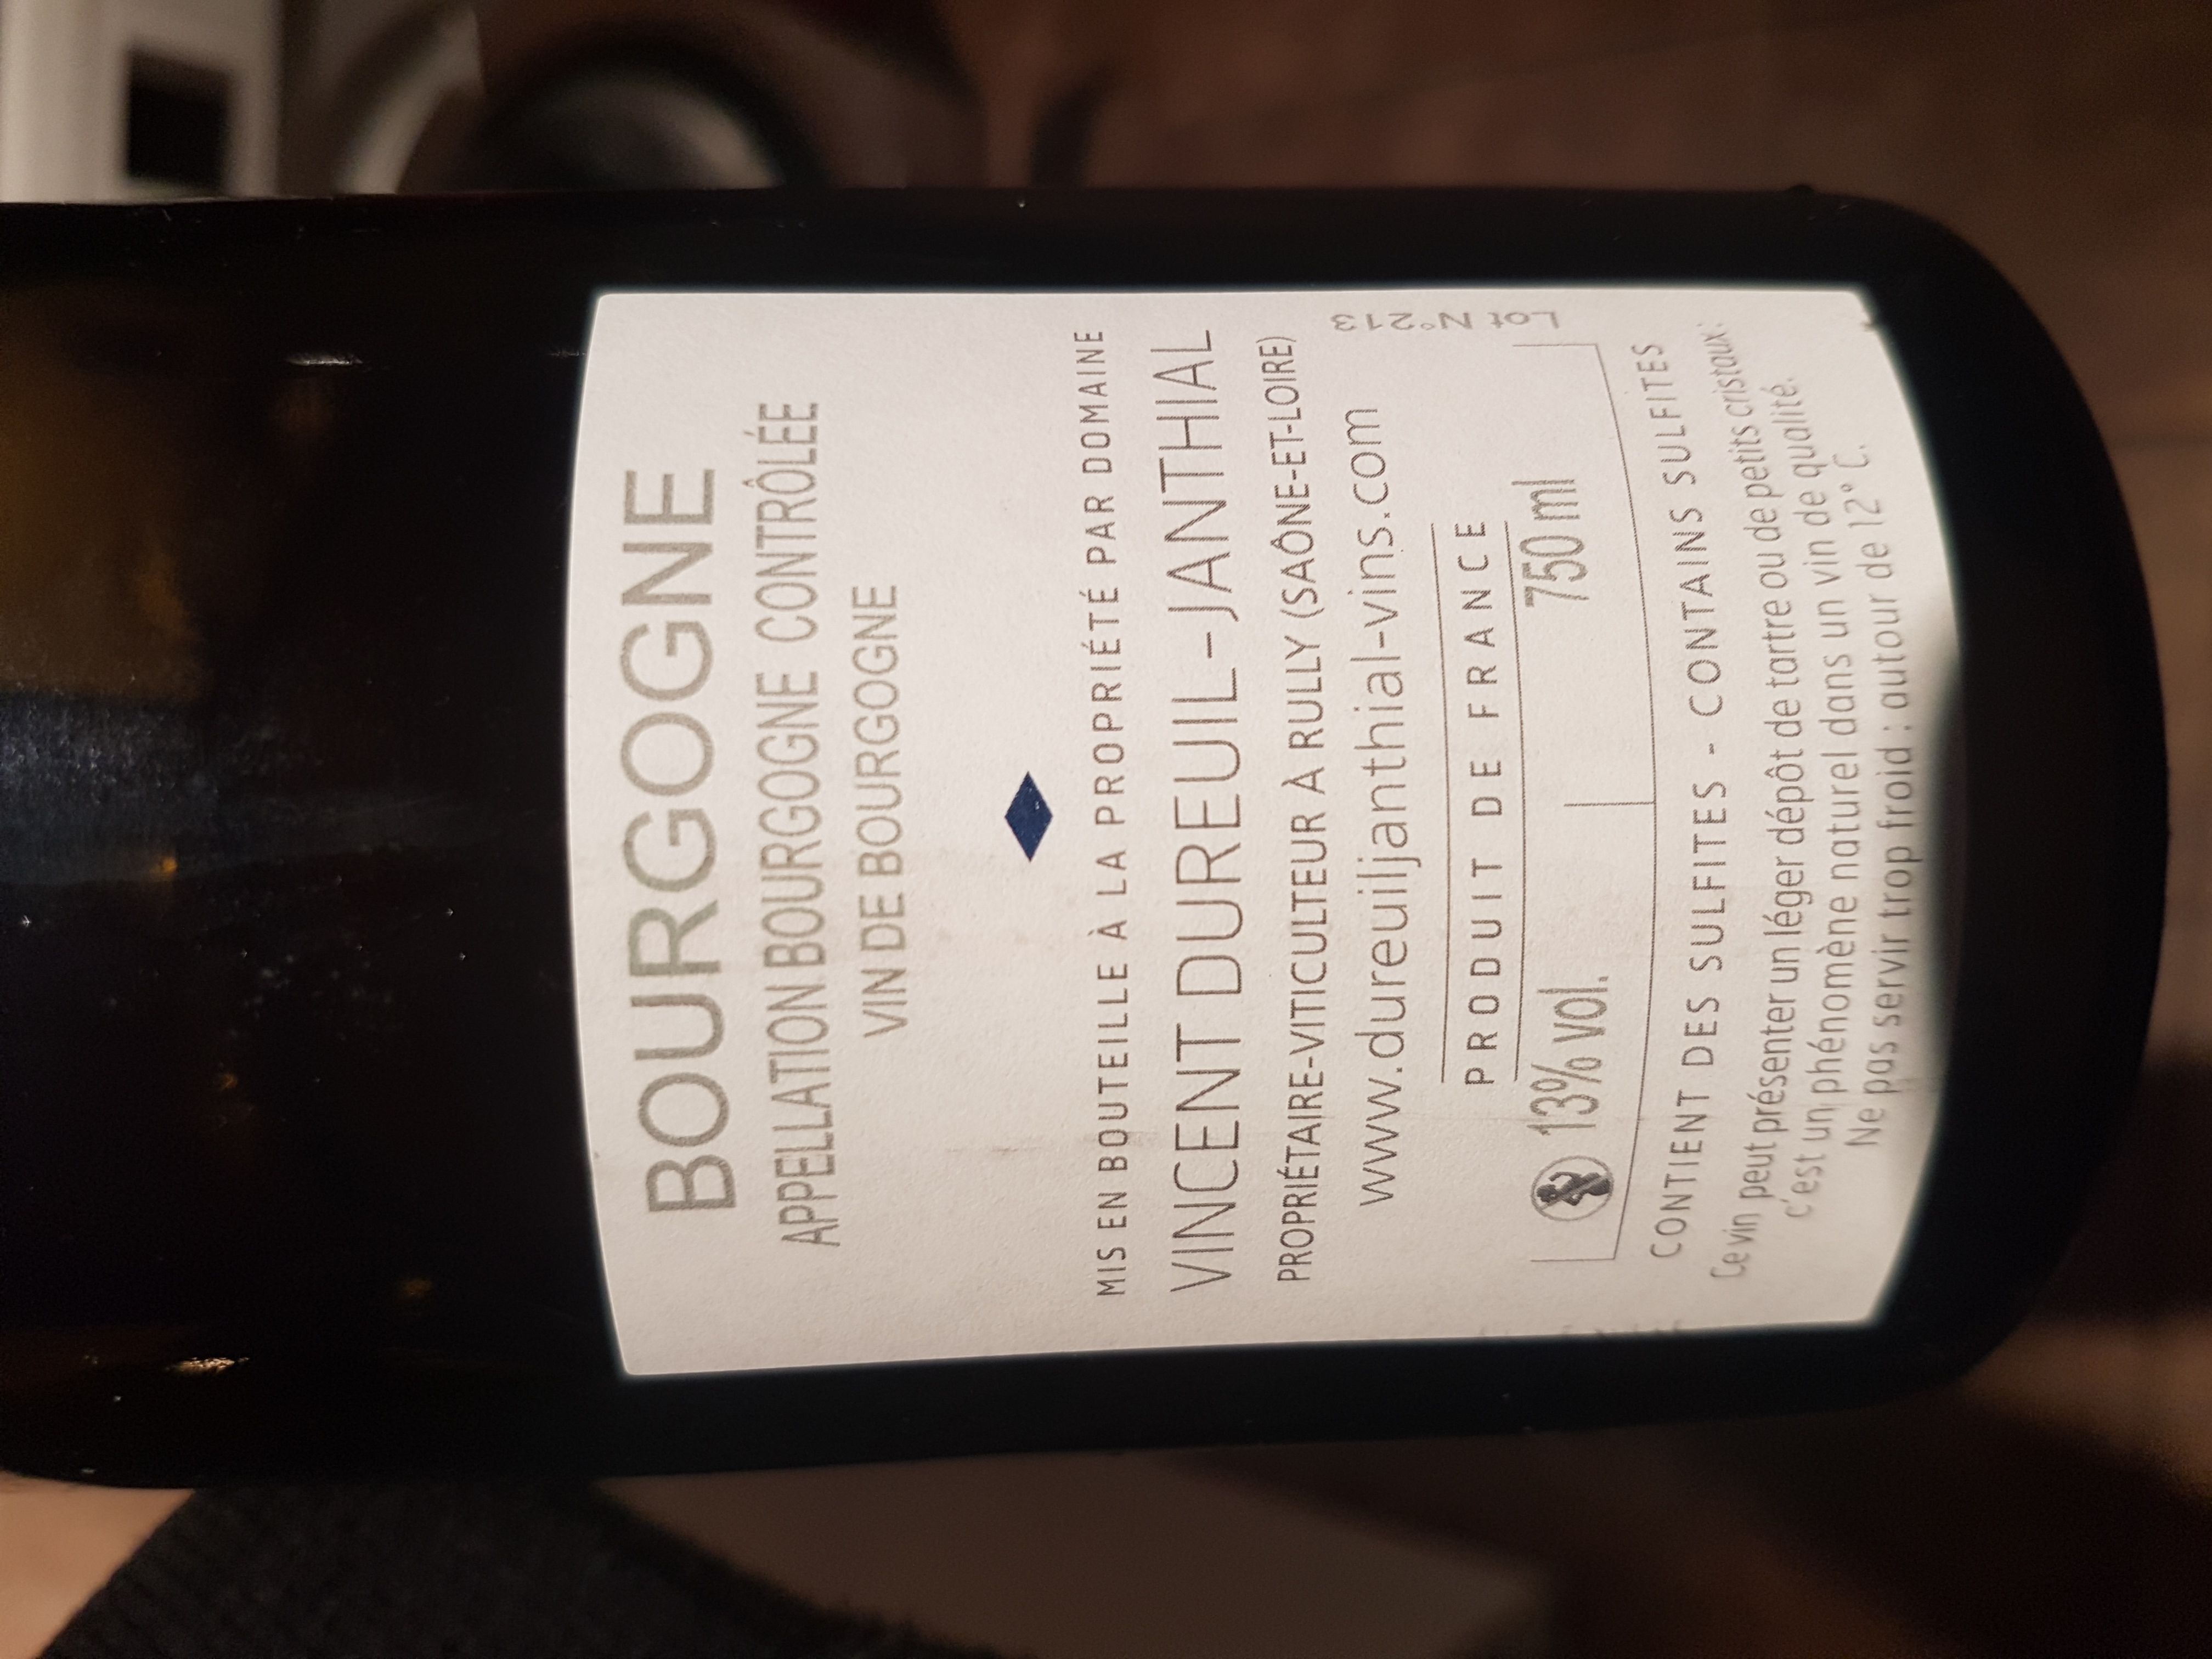 BOURGOGNE
APPELLATION BOURGOGNE CONTRÔLÉE
VIN DE BOURGOGNE
MIS EN BOUTEILLE À LA PROPRIÉTÉ PAR DOMAINE
VINCENT DUREUIL-JANTHIAL
PROPRIÉTAIRE-VITICULTEUR À RULLY (SAÔNE-ET-LOIRE)
www.dureuiljanthial-vins.com
PRODUIT DE FRANCE
13% vol.
750 ml
Lot N°213
CONTIENT DES SULFITES - CONTAINS SULFITES
Ce vin peut présenter un léger dépôt de tartre ou de petits cristaux :
c'est un phénomène naturel dans un vin de qualité.
Ne pas servir trop froid : autour de 12° C.